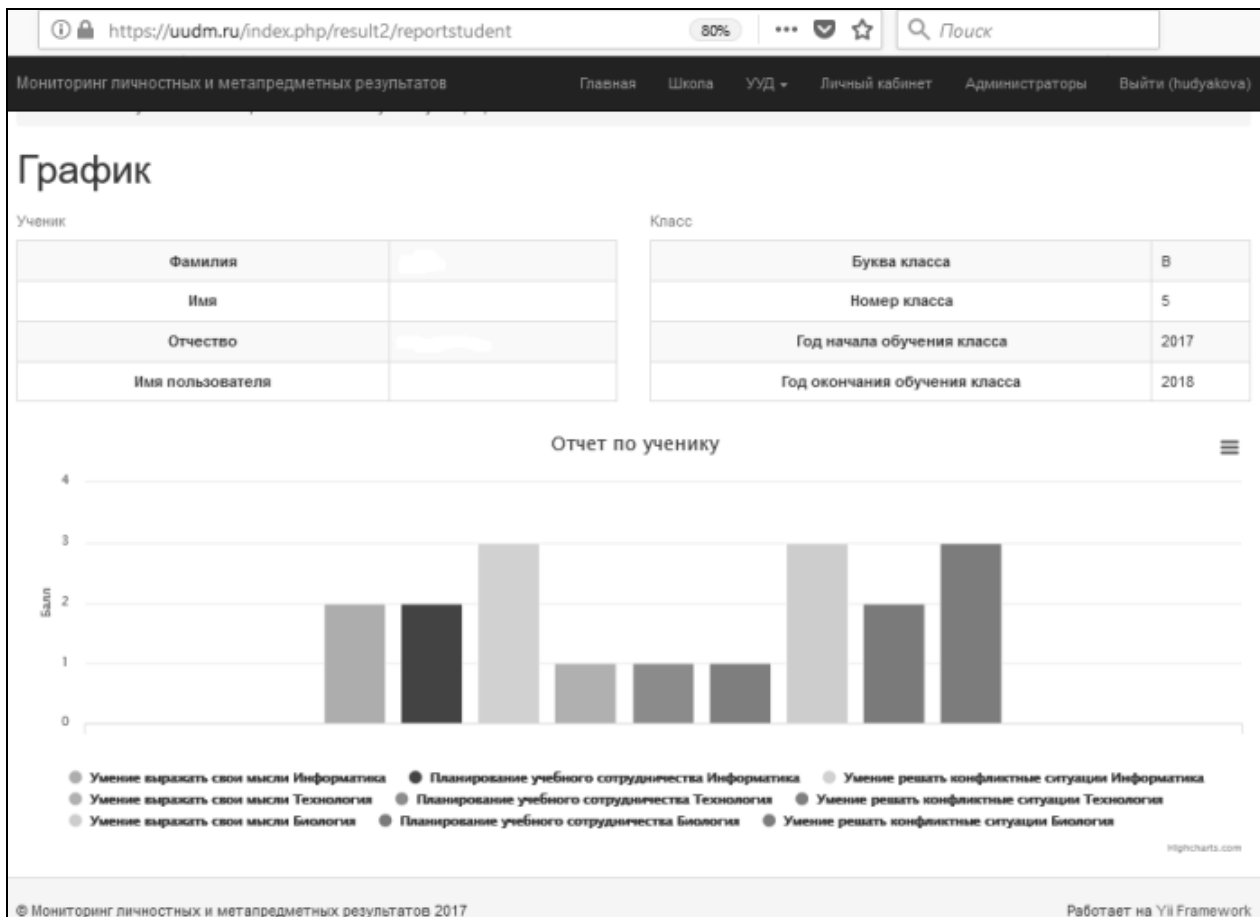 https://uudm.ru/index.php/result2/reportstudent 80% ... Поиск
Мониторинг личностных и метапредметных результатов Главная Школа УУД Личный кабинет Администраторы Выйти (hudyakova)
График
Ученик Класс
Фамилия Буква класса В
Имя Номер класса 5
Отчество Год начала обучения класса 2017
Имя пользователя Год окончания обучения класса 2018
Отчет по ученику
4
3
2
1
0
Балл
Умение выражать свои мысли Информатика Планирование учебного сотрудничества Информатика Умение решать конфликтные ситуации Информатика
Умение выражать свои мысли Технология Планирование учебного сотрудничества Технология Умение решать конфликтные ситуации Технология
Умение выражать свои мысли Биология Планирование учебного сотрудничества Биология Умение решать конфликтные ситуации Биология
Highcharts.com
© Мониторинг личностных и метапредметных результатов 2017 Работает на Yii Framework